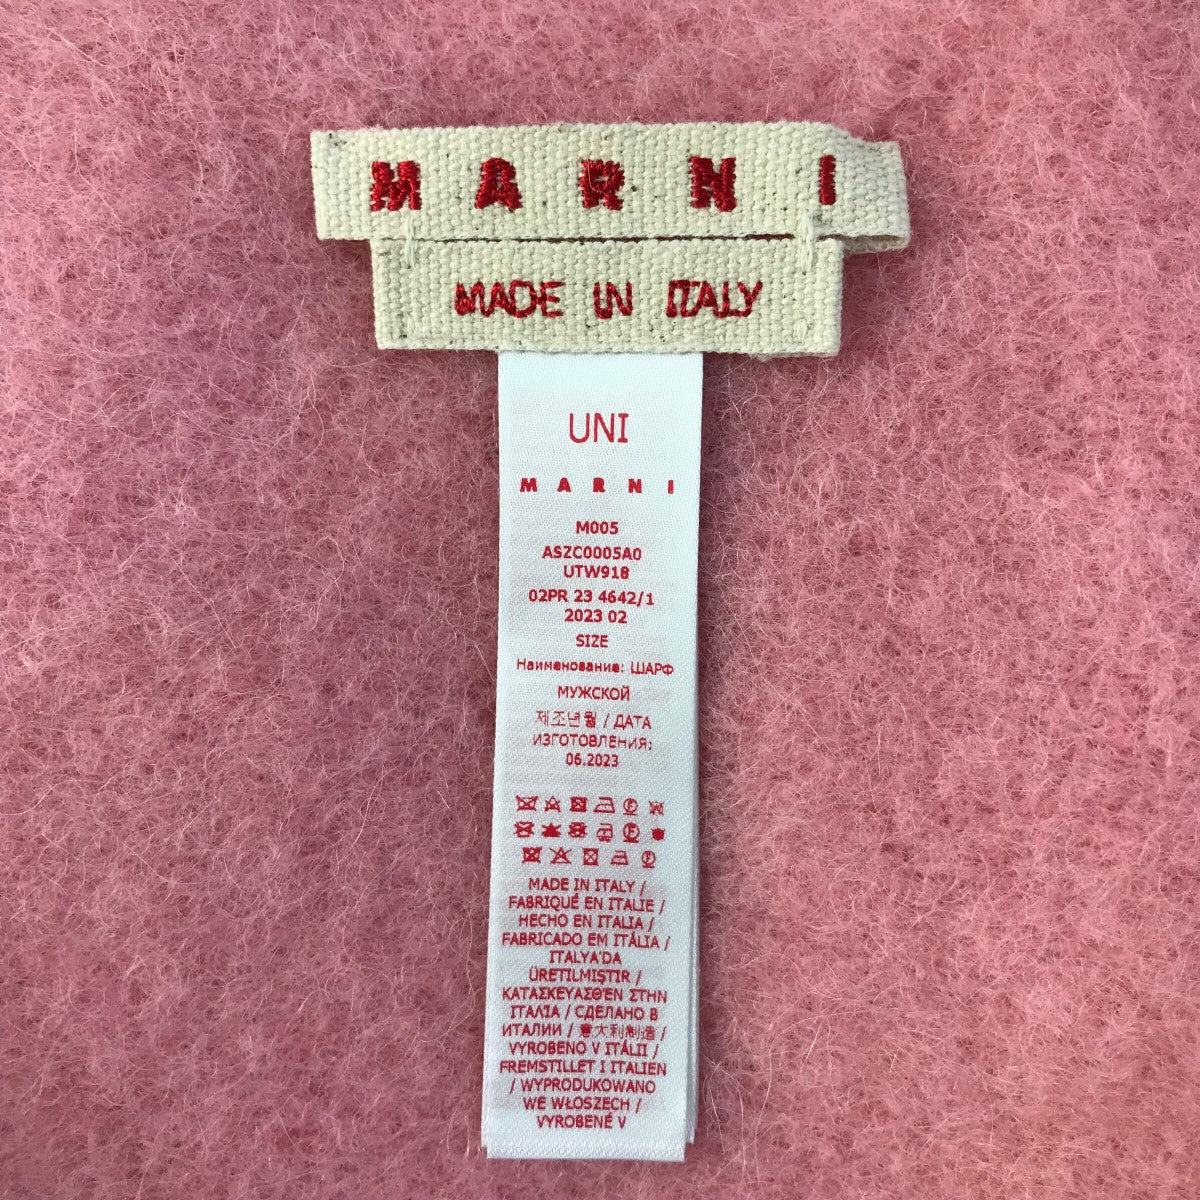 MARNI
MADE IN ITALY
UNI
MARNI
M005
ASZC0005A0
UTW918
02PR 23 4642/1
2023 02
SIZE
Наименование: ШАРФ
МУЖСКОЙ
제조년월 / ДАТА
ИЗГОТОВЛЕНИЯ:
06.2023
MADE IN ITALY /
FABRIQUÉ EN ITALIE /
HECHO EN ITALIA /
FABRICADO EM ITÁLIA /
ITALYA'DA
ÜRETILMIŞTIR /
ΚΑΤΑΣΚΕΥΑΣΘΈΝ ΣΤΗΝ
ΙΤΑΛΊΑ / СДЕЛАНО В
ИТАЛИИ / 意大利制造 /
VYROBENO V ITÁLII /
FREMSTILLET I ITALIEN
/ WYPRODUKOWANO
WE WŁOSZECH /
VYROBENÉ V